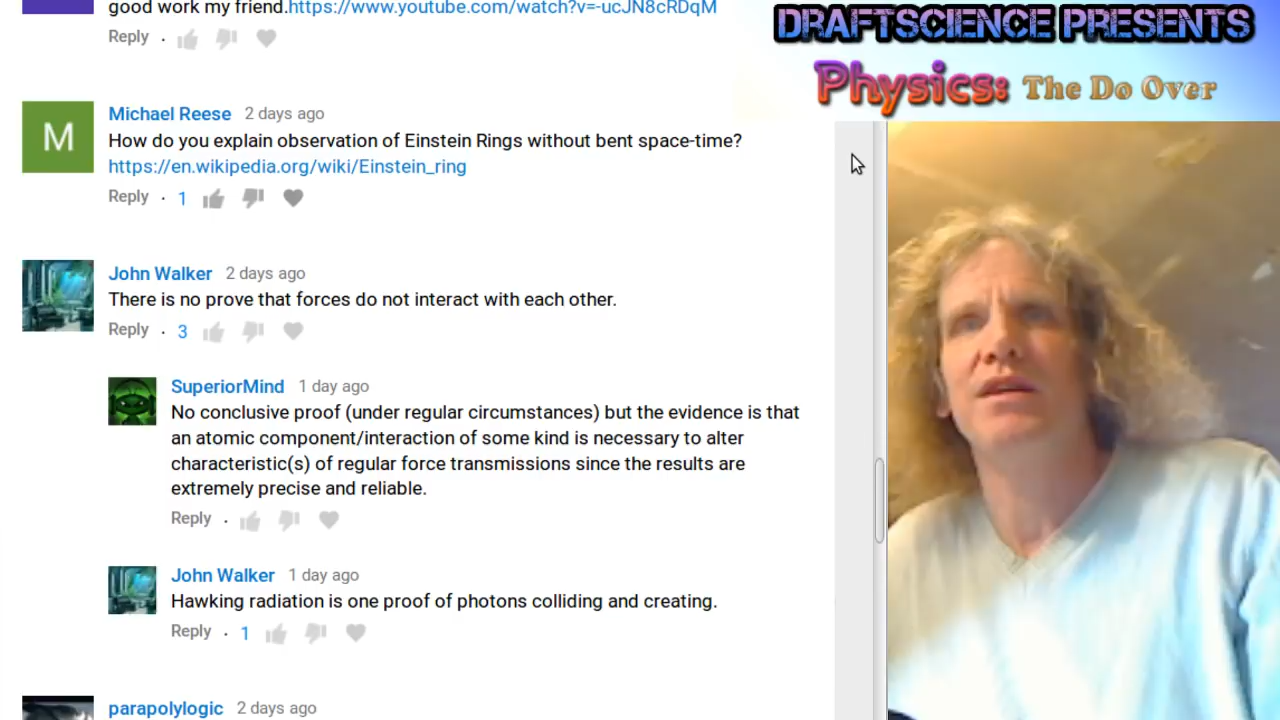 good work my friend.https://www.youtube.com/watch?v=-ucJN8cRDqM
Reply ·
DRAFTSCIENCE PRESENTS
Physics: The Do Over
M
Michael Reese 2 days ago
How do you explain observation of Einstein Rings without bent space-time?
https://en.wikipedia.org/wiki/Einstein_ring
Reply · 1
John Walker 2 days ago
There is no prove that forces do not interact with each other.
Reply · 3
SuperiorMind 1 day ago
No conclusive proof (under regular circumstances) but the evidence is that
an atomic component/interaction of some kind is necessary to alter
characteristic(s) of regular force transmissions since the results are
extremely precise and reliable.
Reply ·
John Walker 1 day ago
Hawking radiation is one proof of photons colliding and creating.
Reply · 1
parapolylogic 2 days ago